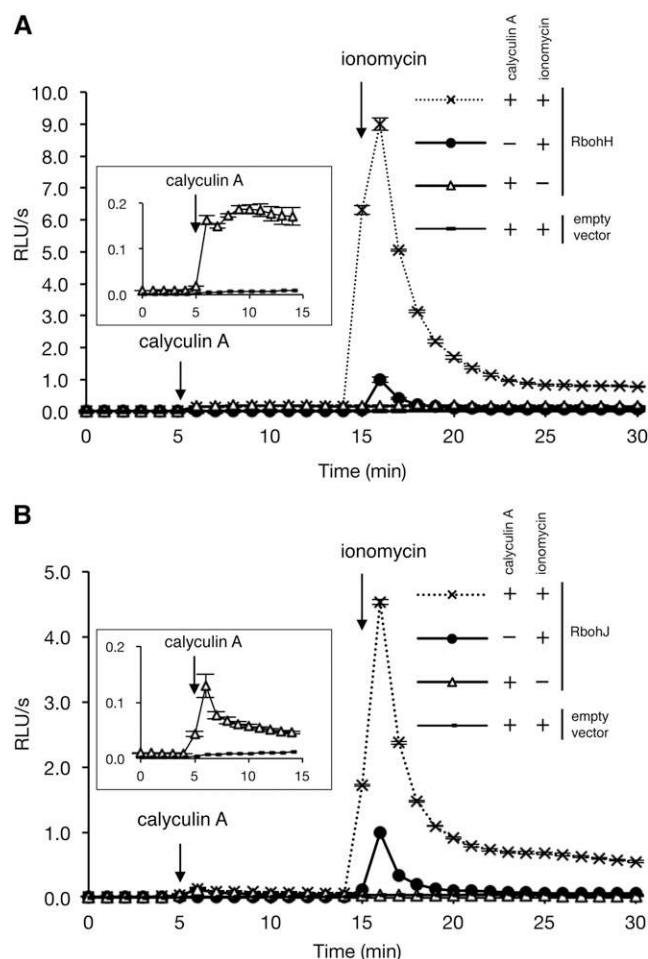 A
calyculin A
ionomycin
ionomycin
+ +
− +
+ −
RbohH
+ +
empty
vector
10.0
9.0
8.0
7.0
6.0
5.0
4.0
3.0
2.0
1.0
0.0
RLU/s
calyculin A
0.2
0.1
0.0
0 5 10 15
calyculin A
0 5 10 15 20 25 30
Time (min)
B
calyculin A
ionomycin
ionomycin
+ +
− +
+ −
RbohJ
+ +
empty
vector
5.0
4.0
3.0
2.0
1.0
0.0
RLU/s
calyculin A
0.2
0.1
0.0
0 5 10 15
calyculin A
0 5 10 15 20 25 30
Time (min)